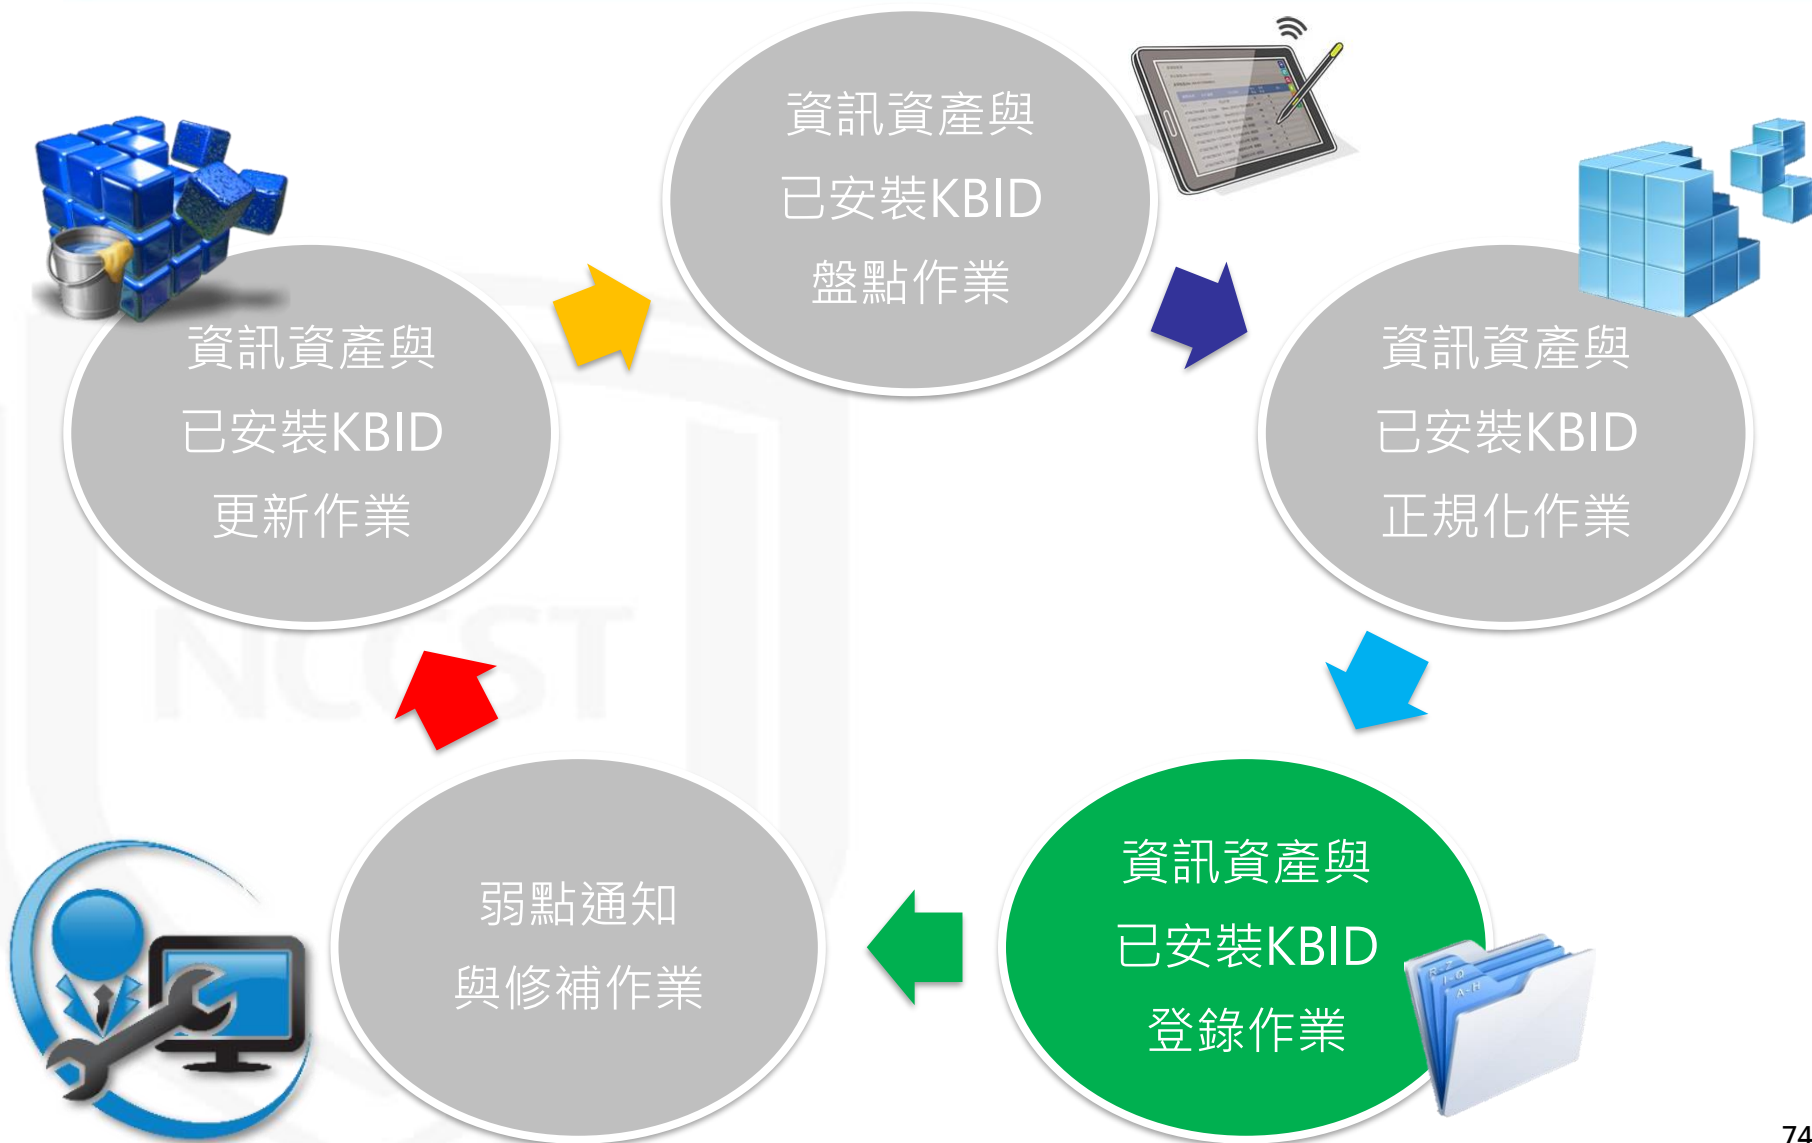 資訊資產與
已安裝KBID
盤點作業
資訊資產與
已安裝KBID
正規化作業
資訊資產與
已安裝KBID
登錄作業
R-Z
I-Q
A-H
弱點通知
與修補作業
資訊資產與
已安裝KBID
更新作業
NCCST
74